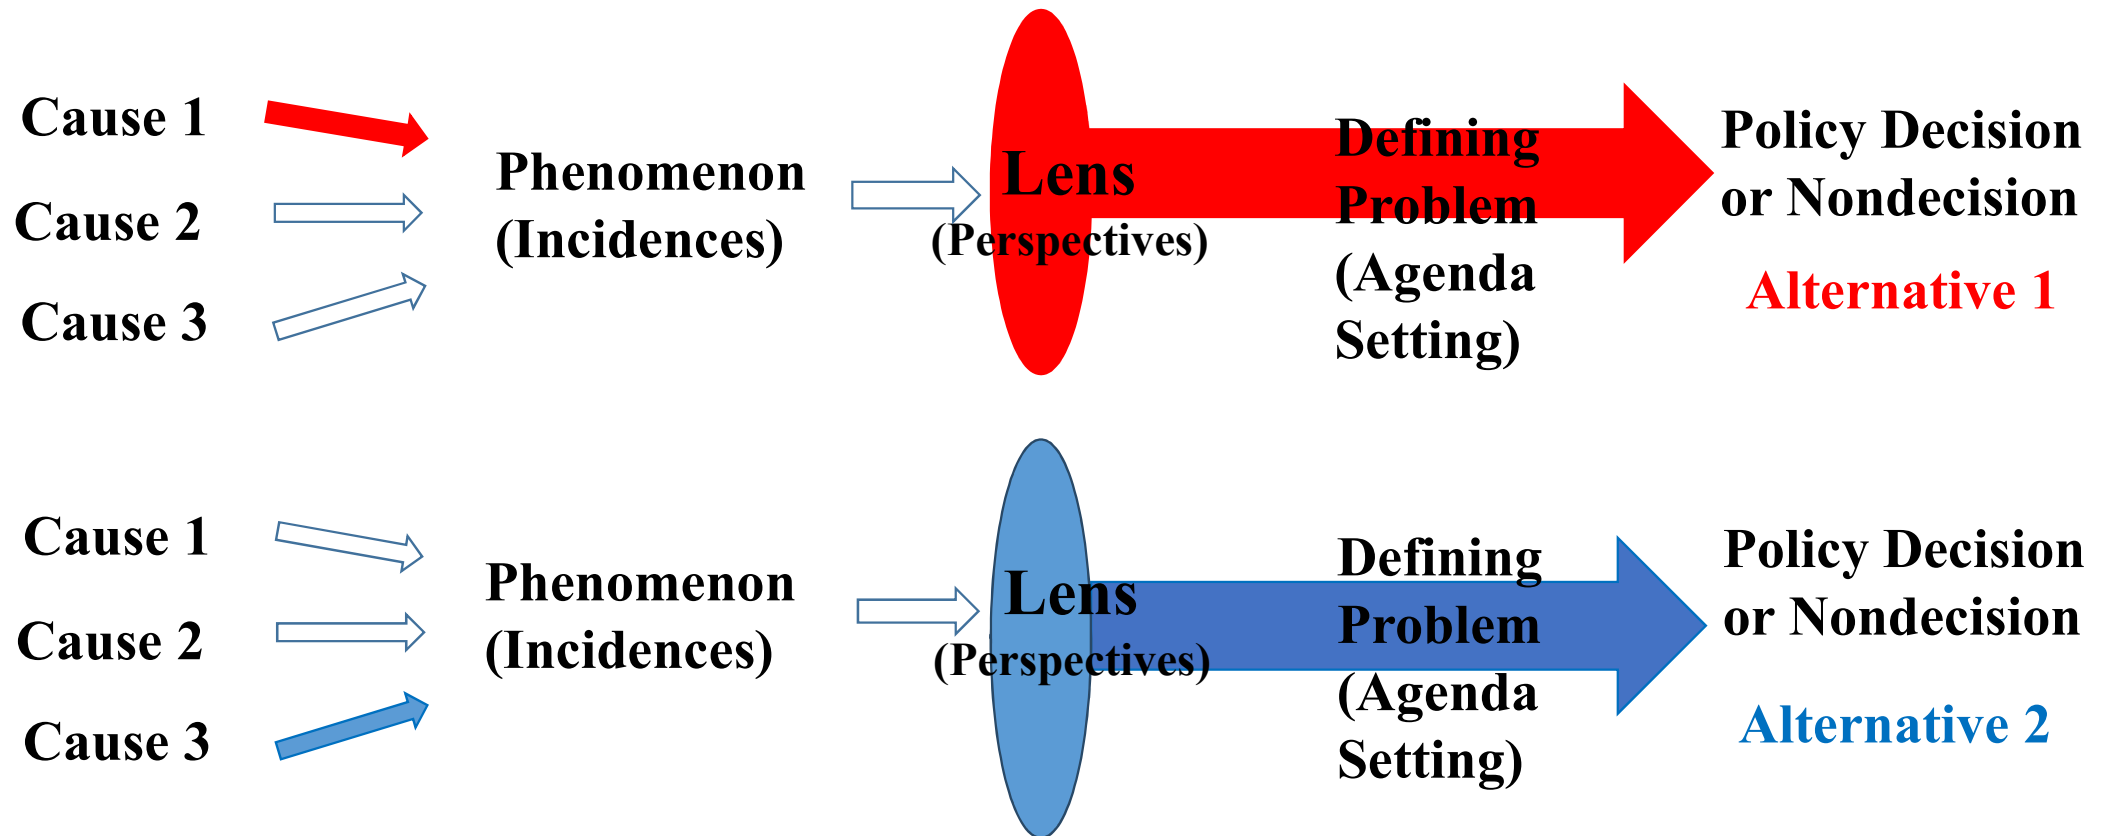 Cause 1
Cause 2
Cause 3
Phenomenon
(Incidences)
Lens
(Perspectives)
Defining
Problem
(Agenda
Setting)
Policy Decision
or Nondecision
Alternative 1
Cause 1
Cause 2
Cause 3
Phenomenon
(Incidences)
Lens
(Perspectives)
Defining
Problem
(Agenda
Setting)
Policy Decision
or Nondecision
Alternative 2